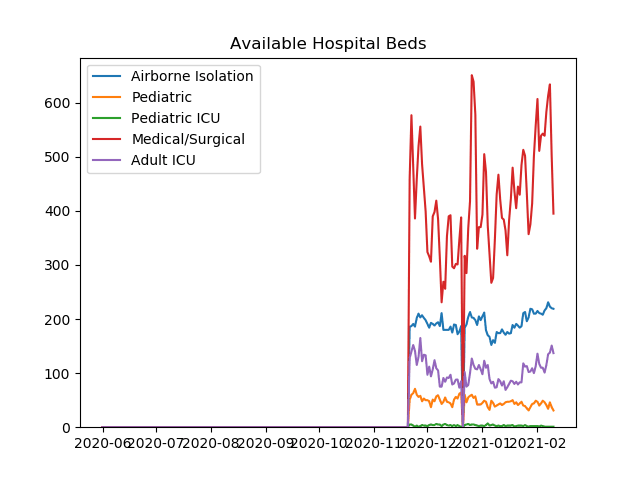 Available Hospital Beds
Airborne Isolation
Pediatric
Pediatric ICU
Medical/Surgical
Adult ICU
600
500
400
300
200
100
0
2020-06 2020-07 2020-08 2020-09 2020-10 2020-11 2020-12 2021-01 2021-02